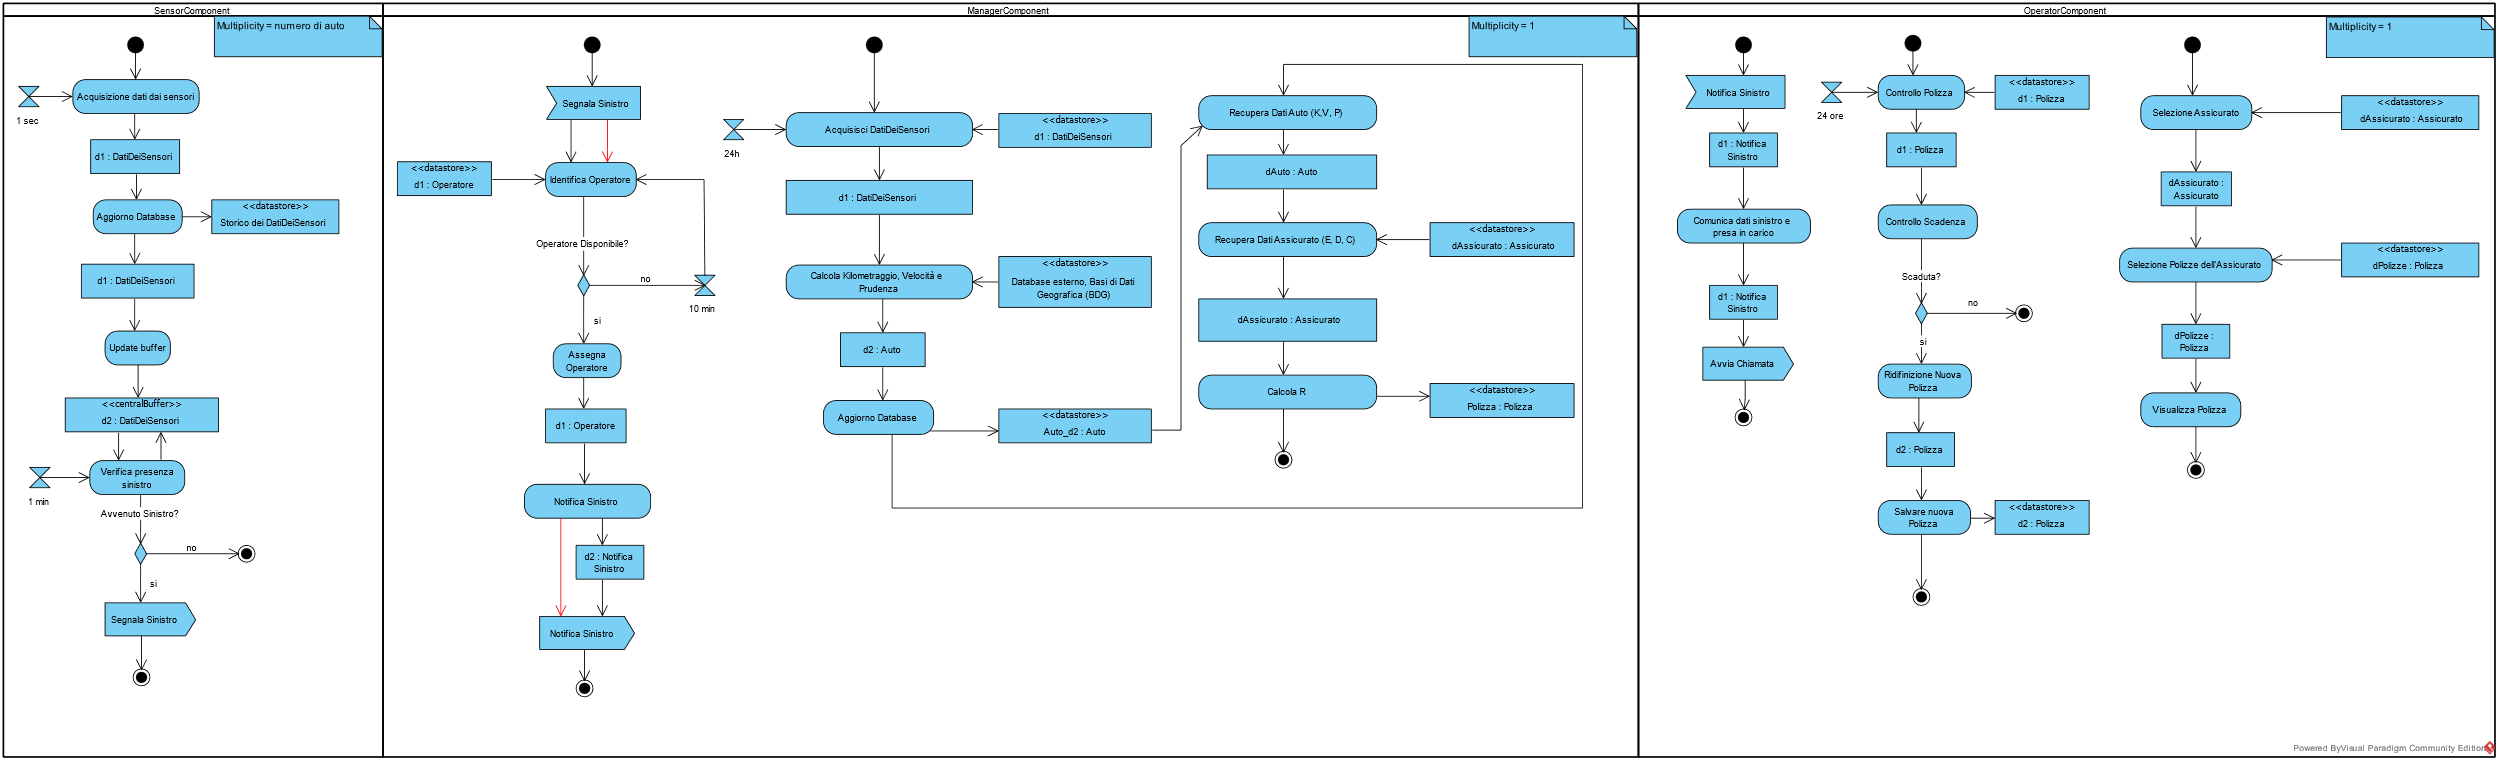 SensorComponent
Multiplicity = numero di auto
Acquisizione dati dai sensori
1 sec
d1 : DatiDeiSensori
Aggiorno Database
<<datastore>>
Storico dei DatiDeiSensori
d1 : DatiDeiSensori
Update buffer
<<centralBuffer>>
d2 : DatiDeiSensori
Verifica presenza
sinistro
1 min
Avvenuto Sinistro?
no
si
Segnala Sinistro
ManagerComponent
Multiplicity = 1
Segnala Sinistro
<<datastore>>
d1 : Operatore
Identifica Operatore
Operatore Disponibile?
no
10 min
si
Assegna
Operatore
d1 : Operatore
Notifica Sinistro
d2 : Notifica
Sinistro
Notifica Sinistro
24h
Acquisisci DatiDeiSensori
<<datastore>>
d1 : DatiDeiSensori
d1 : DatiDeiSensori
Calcola Kilometraggio, Velocità e
Prudenza
<<datastore>>
Database esterno, Basi di Dati
Geografica (BDG)
d2 : Auto
Aggiorno Database
<<datastore>>
Auto_d2 : Auto
Recupera Dati Auto (K,V, P)
dAuto : Auto
Recupera Dati Assicurato (E, D, C)
<<datastore>>
dAssicurato : Assicurato
dAssicurato : Assicurato
Calcola R
<<datastore>>
Polizza : Polizza
OperatorComponent
Multiplicity = 1
Notifica Sinistro
d1 : Notifica
Sinistro
Comunica dati sinistro e
presa in carico
d1 : Notifica
Sinistro
Avvia Chiamata
24 ore
Controllo Polizza
<<datastore>>
d1 : Polizza
d1 : Polizza
Controllo Scadenza
Scaduta?
no
si
Ridifinizione Nuova
Polizza
d2 : Polizza
Salvare nuova
Polizza
<<datastore>>
d2 : Polizza
Selezione Assicurato
<<datastore>>
dAssicurato : Assicurato
dAssicurato :
Assicurato
Selezione Polizze dell'Assicurato
<<datastore>>
dPolizze : Polizza
dPolizze :
Polizza
Visualizza Polizza
Powered ByVisual Paradigm Community Edition